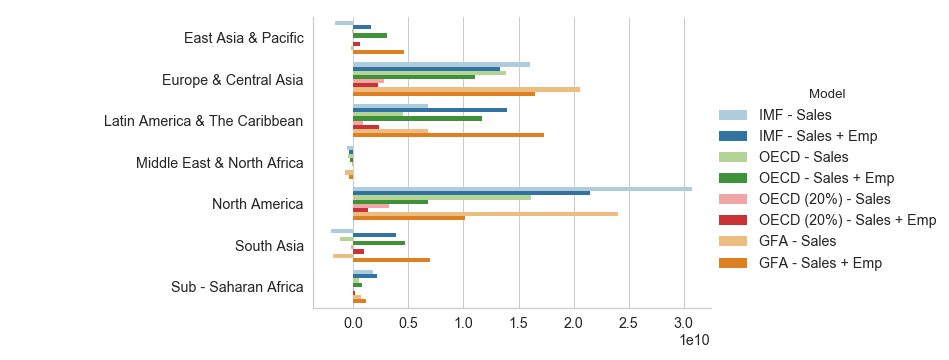 East Asia & Pacific
Europe & Central Asia
Latin America & The Caribbean
Middle East & North Africa
North America
South Asia
Sub - Saharan Africa
0.0 0.5 1.0 1.5 2.0 2.5 3.0
1e10
Model
IMF - Sales
IMF - Sales + Emp
OECD - Sales
OECD - Sales + Emp
OECD (20%) - Sales
OECD (20%) - Sales + Emp
GFA - Sales
GFA - Sales + Emp